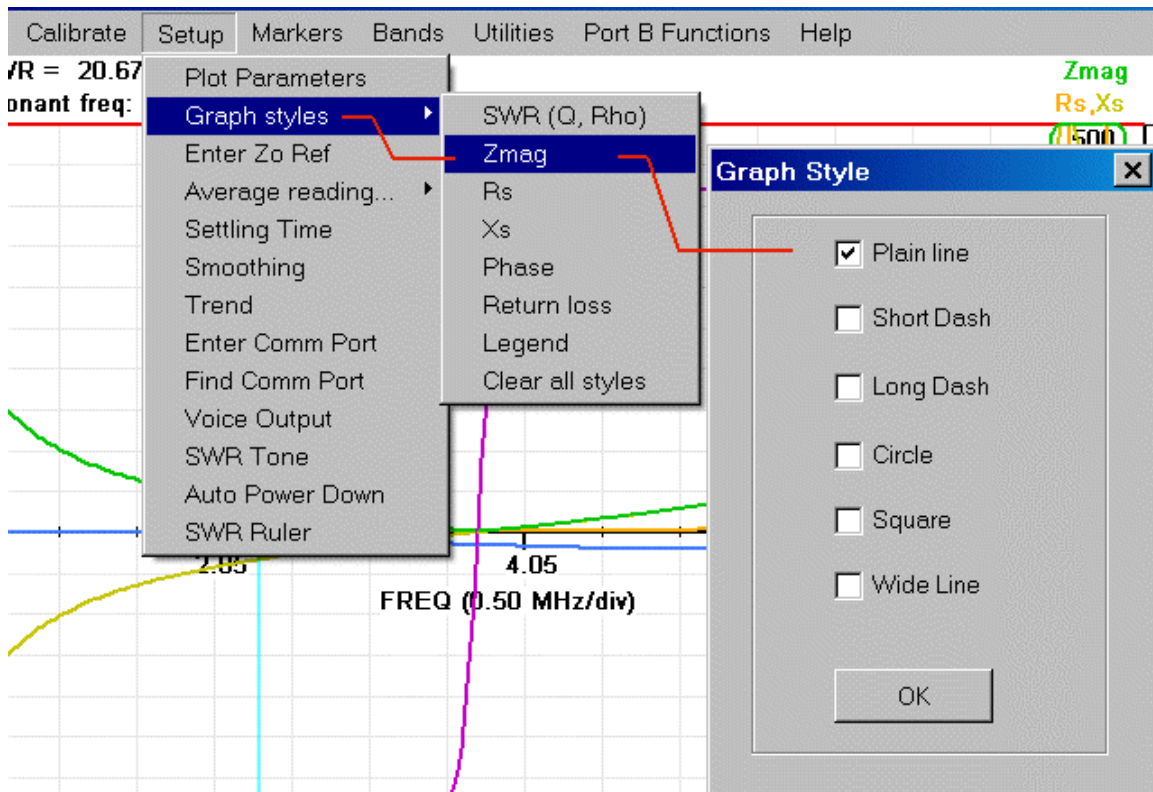 Calibrate Setup Markers Bands Utilities Port B Functions Help
VR = 20.67
onant freq:
Zmag
Rs,Xs
500
Plot Parameters
Graph styles
Enter Zo Ref
Average reading...
Settling Time
Smoothing
Trend
Enter Comm Port
Find Comm Port
Voice Output
SWR Tone
Auto Power Down
SWR Ruler
SWR (Q, Rho)
Zmag
Rs
Xs
Phase
Return loss
Legend
Clear all styles
Graph Style
Plain line
Short Dash
Long Dash
Circle
Square
Wide Line
OK
2.05 4.05
FREQ (0.50 MHz/div)